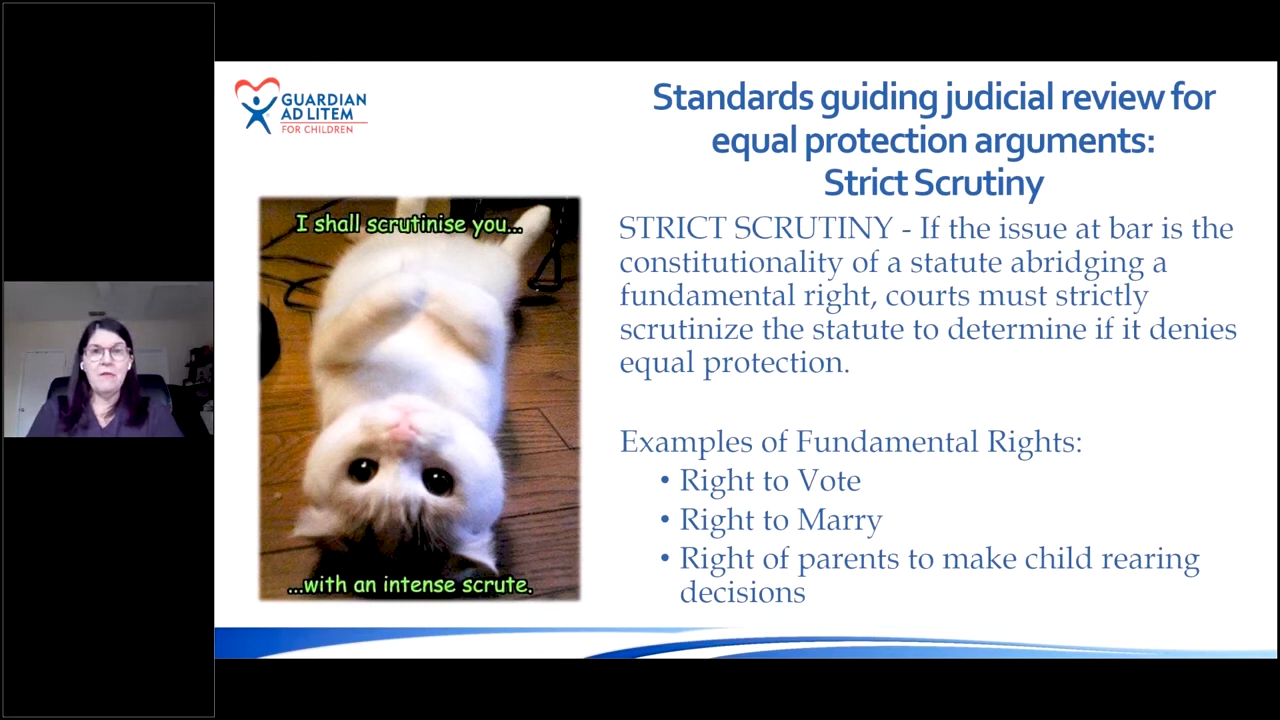 GUARDIAN
AD LITEM
FOR CHILDREN
Standards guiding judicial review for
equal protection arguments:
Strict Scrutiny
I shall scrutinise you...
...with an intense scrute.
STRICT SCRUTINY - If the issue at bar is the
constitutionality of a statute abridging a
fundamental right, courts must strictly
scrutinize the statute to determine if it denies
equal protection.
Examples of Fundamental Rights:
• Right to Vote
• Right to Marry
• Right of parents to make child rearing
decisions